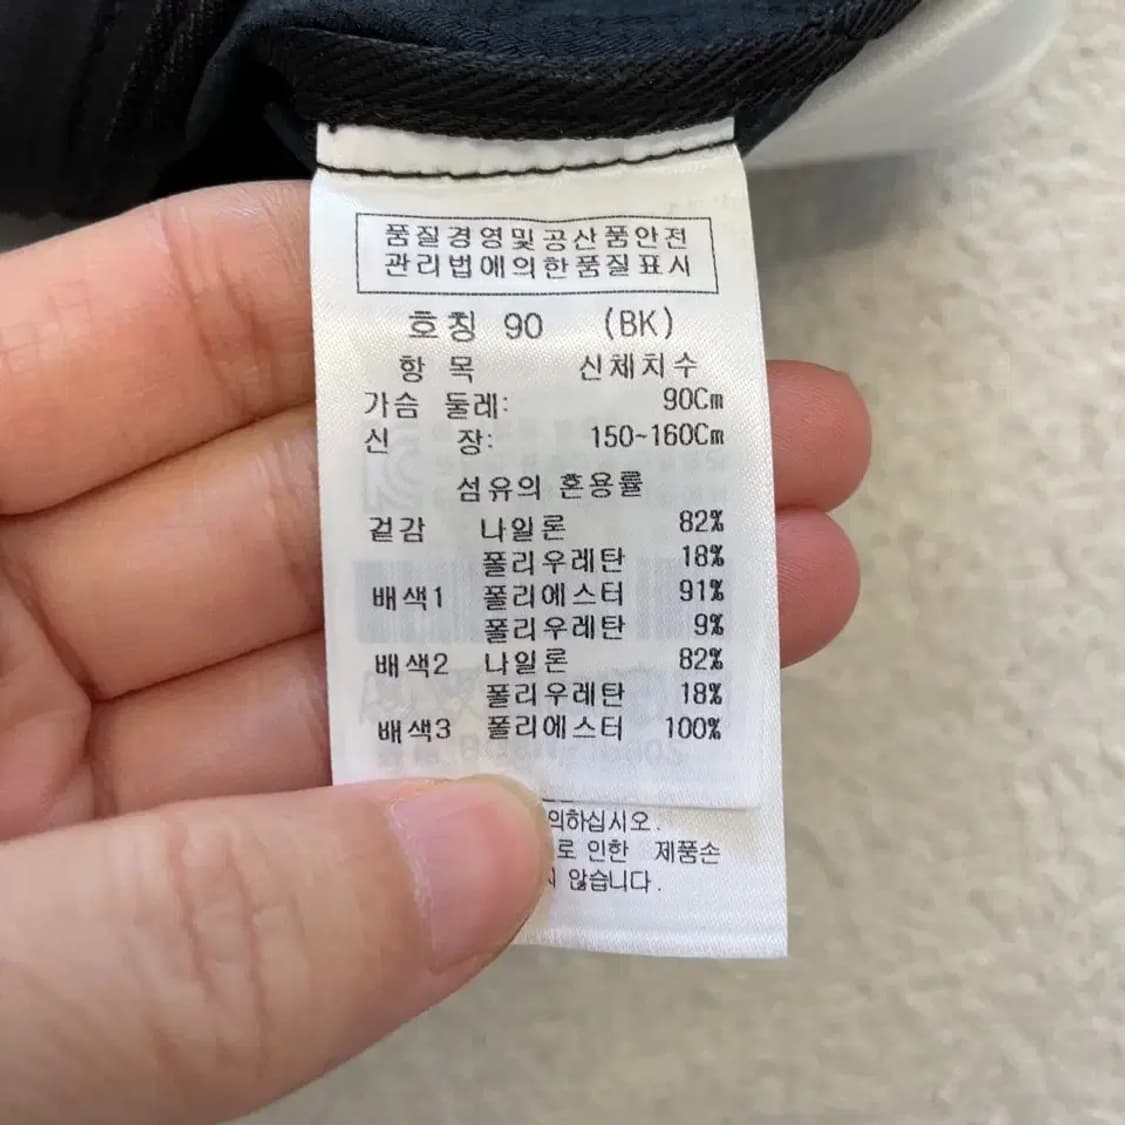 품질경영및공산품안전
관리법에의한품질표시
호칭 90 (BK)
항 목 신체치수
가슴 둘레: 90Cm
신 장: 150~160Cm
섬유의 혼용률
겉감 나일론 82%
폴리우레탄 18%
배색1 폴리에스터 91%
폴리우레탄 9%
배색2 나일론 82%
폴리우레탄 18%
배색3 폴리에스터 100%
의하십시오.
로 인한 제품손
않습니다.